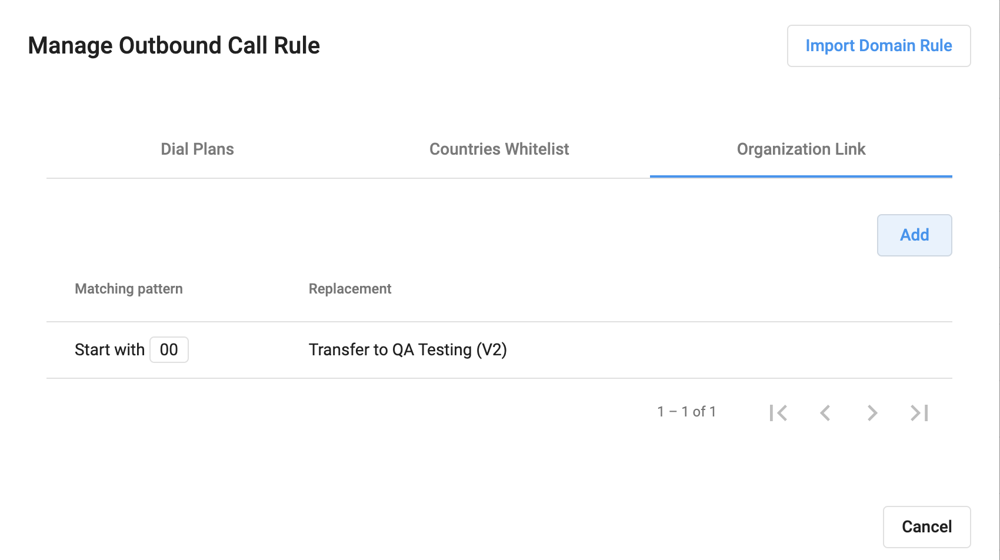 Manage Outbound Call Rule
Import Domain Rule
Dial Plans
Countries Whitelist
Organization Link
Add
Matching pattern
Replacement
Start with 00
Transfer to QA Testing (V2)
1 – 1 of 1
Cancel